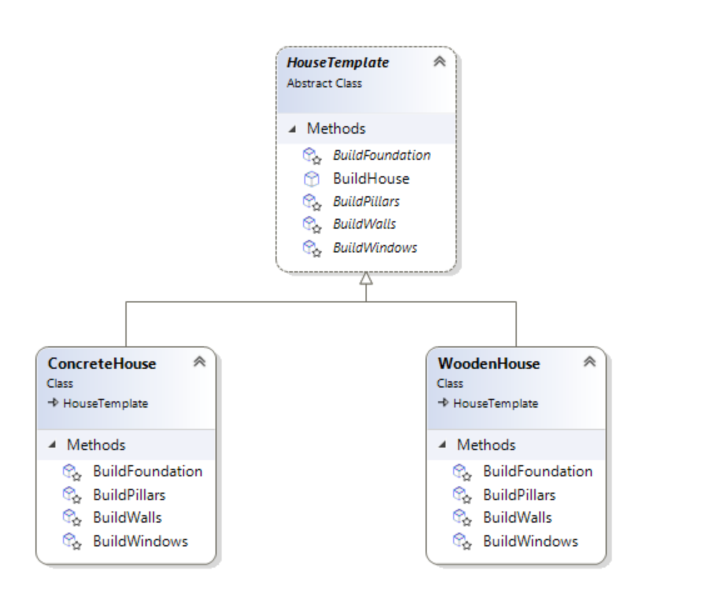 HouseTemplate
Abstract Class
Methods
BuildFoundation
BuildHouse
BuildPillars
BuildWalls
BuildWindows
ConcreteHouse
Class
HouseTemplate
Methods
BuildFoundation
BuildPillars
BuildWalls
BuildWindows
WoodenHouse
Class
HouseTemplate
Methods
BuildFoundation
BuildPillars
BuildWalls
BuildWindows